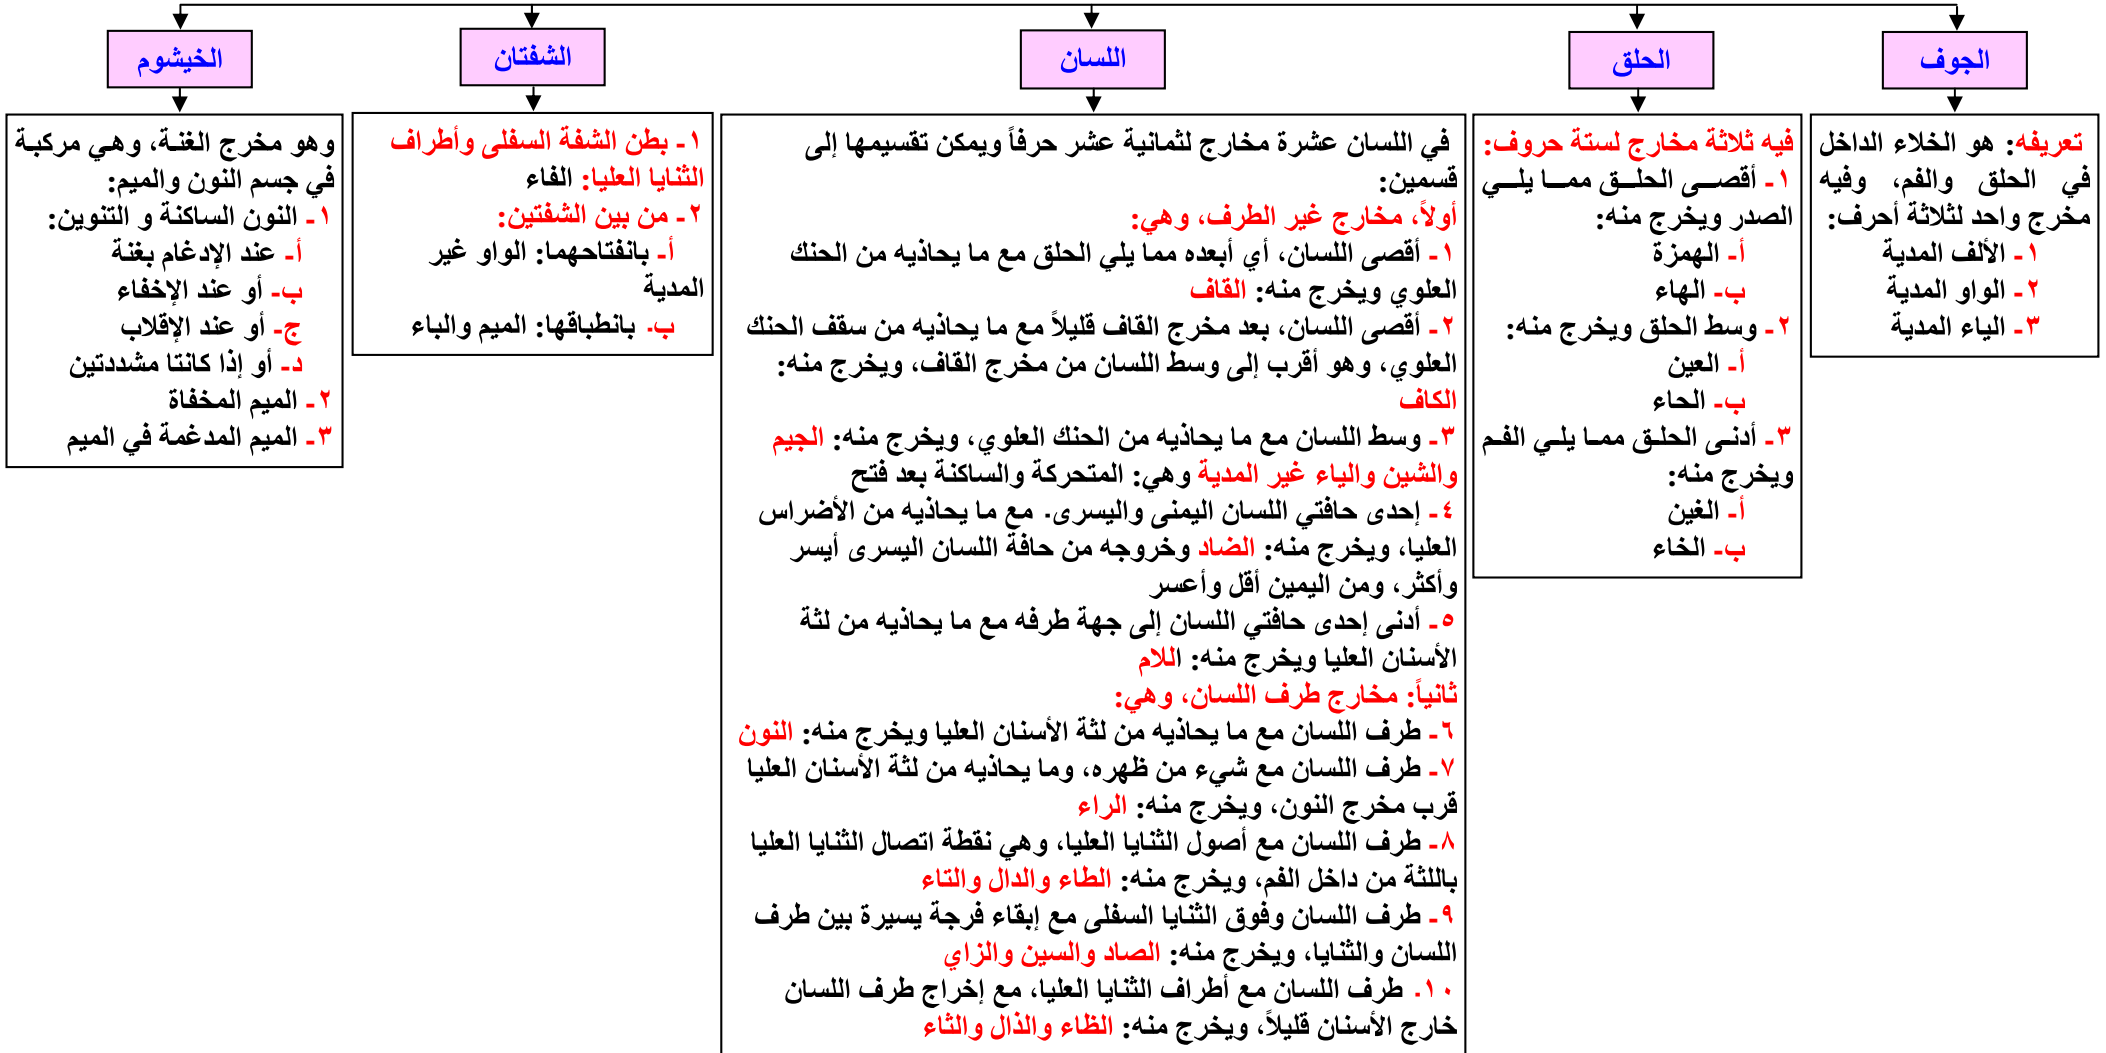 الجوف
تعريفه: هو الخلاء الداخل
في الحلق والفم، وفيه
مخرج واحد لثلاثة أحرف:
١- الألف المدية
٢- الواو المدية
٣- الياء المدية
الحلق
فيه ثلاثة مخارج لستة حروف:
١- أقصى الحلق مما يلي
الصدر ويخرج منه:
أ- الهمزة
ب- الهاء
٢- وسط الحلق ويخرج منه:
أ- العين
ب- الحاء
٣- أدنى الحلق مما يلي الفم
ويخرج منه:
أ- الغين
ب- الخاء
اللسان
في اللسان عشرة مخارج لثمانية عشر حرفاً ويمكن تقسيمها إلى
قسمين:
أولاً، مخارج غير الطرف، وهي:
١- أقصى اللسان، أي أبعده مما يلي الحلق مع ما يحاذيه من الحنك
العلوي ويخرج منه: القاف
٢- أقصى اللسان، بعد مخرج القاف قليلاً مع ما يحاذيه من سقف الحنك
العلوي، وهو أقرب إلى وسط اللسان من مخرج القاف، ويخرج منه:
الكاف
٣- وسط اللسان مع ما يحاذيه من الحنك العلوي، ويخرج منه: الجيم
والشين والياء غير المدية وهي: المتحركة والساكنة بعد فتح
٤- إحدى حافتي اللسان اليمنى واليسرى. مع ما يحاذيه من الأضراس
العليا، ويخرج منه: الضاد وخروجه من حافة اللسان اليسرى أيسر
وأكثر، ومن اليمين أقل وأعسر
٥- أدنى إحدى حافتي اللسان إلى جهة طرفه مع ما يحاذيه من لثة
الأسنان العليا ويخرج منه: اللام
ثانياً: مخارج طرف اللسان، وهي:
٦- طرف اللسان مع ما يحاذيه من لثة الأسنان العليا ويخرج منه: النون
٧- طرف اللسان مع شيء من ظهره، وما يحاذيه من لثة الأسنان العليا
قرب مخرج النون، ويخرج منه: الراء
٨- طرف اللسان مع أصول الثنايا العليا، وهي نقطة اتصال الثنايا العليا
باللثة من داخل الفم، ويخرج منه: الطاء والدال والتاء
٩- طرف اللسان وفوق الثنايا السفلى مع إبقاء فرجة يسيرة بين طرف
اللسان والثنايا، ويخرج منه: الصاد والسين والزاي
١٠. طرف اللسان مع أطراف الثنايا العليا، مع إخراج طرف اللسان
خارج الأسنان قليلاً، ويخرج منه: الظاء والذال والثاء
الشفتان
١- بطن الشفة السفلى وأطراف
الثنايا العليا: الفاء
٢- من بين الشفتين:
أ- بانفتاحهما: الواو غير
المدية
ب. بانطباقها: الميم والباء
الخيشوم
وهو مخرج الغنة، وهي مركبة
في جسم النون والميم:
١- النون الساكنة و التنوين:
أ- عند الإدغام بغنة
ب- أو عند الإخفاء
ج- أو عند الإقلاب
د- أو إذا كانتا مشددتين
٢- الميم المخفاة
٣- الميم المدغمة في الميم